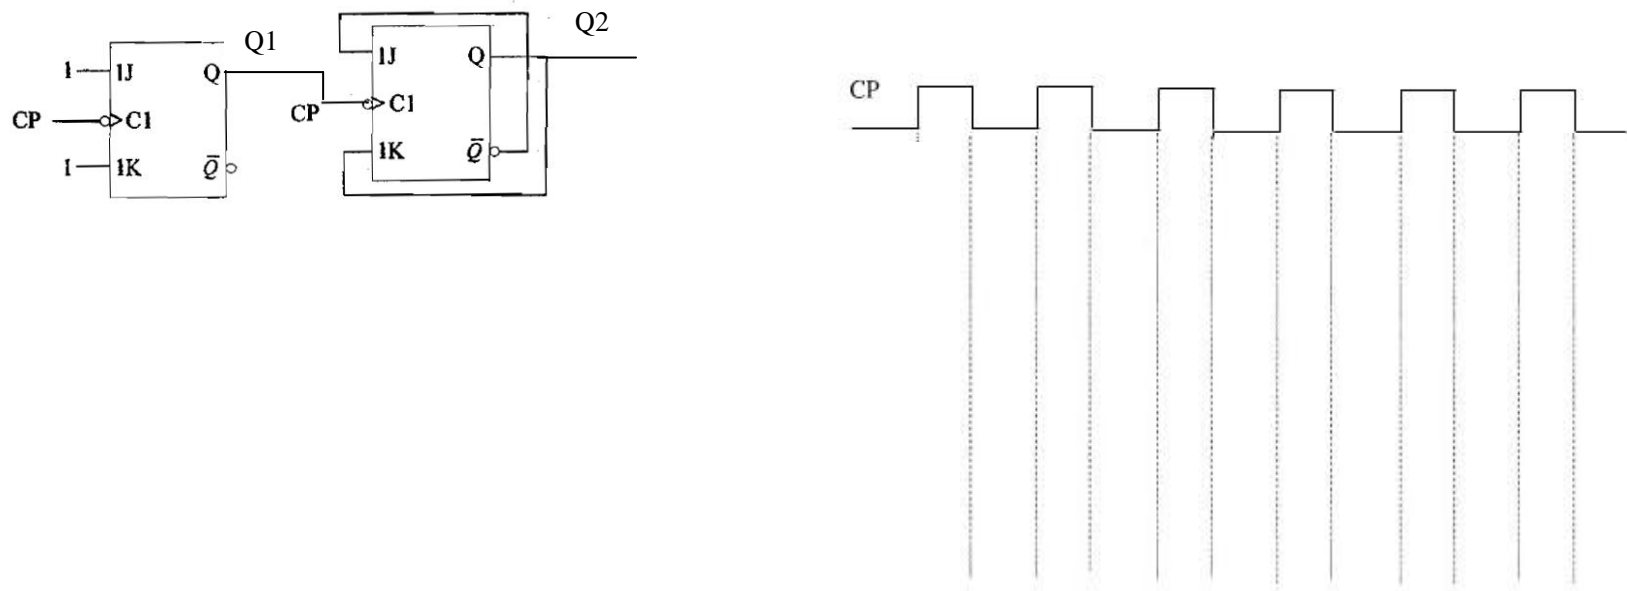 Q1
1 1J Q
CP C1
1 1K Q̅
Q2
1J Q
CP C1
1K Q̅
CP